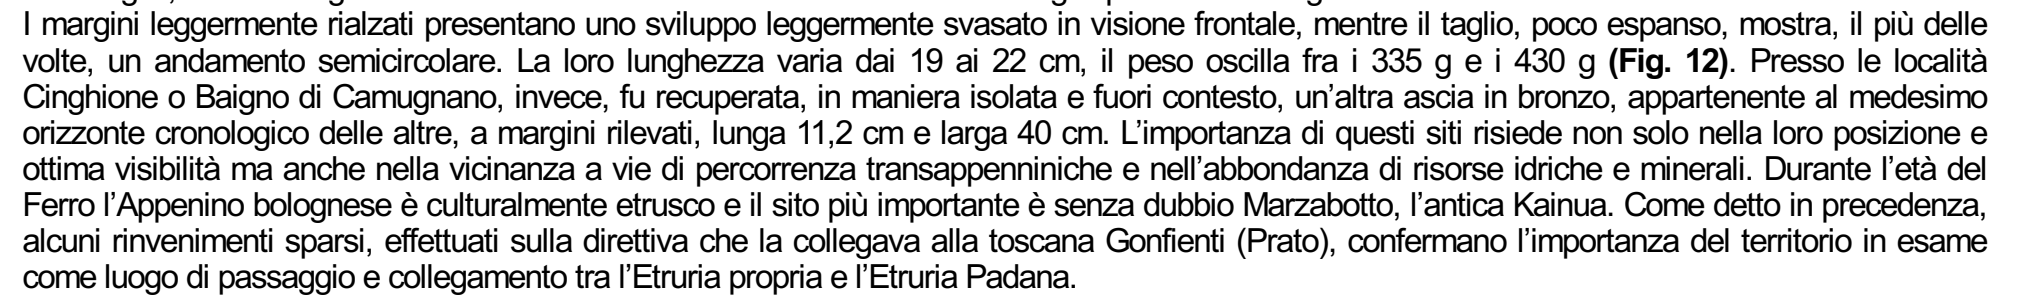 I margini leggermente rialzati presentano uno sviluppo leggermente svasato in visione frontale, mentre il taglio, poco espanso, mostra, il più delle
volte, un andamento semicircolare. La loro lunghezza varia dai 19 ai 22 cm, il peso oscilla fra i 335 g e i 430 g (Fig. 12). Presso le località
Cinghione o Baigno di Camugnano, invece, fu recuperata, in maniera isolata e fuori contesto, un’altra ascia in bronzo, appartenente al medesimo
orizzonte cronologico delle altre, a margini rilevati, lunga 11,2 cm e larga 40 cm. L’importanza di questi siti risiede non solo nella loro posizione e
ottima visibilità ma anche nella vicinanza a vie di percorrenza transappenniniche e nell’abbondanza di risorse idriche e minerali. Durante l’età del
Ferro l’Appenino bolognese è culturalmente etrusco e il sito più importante è senza dubbio Marzabotto, l’antica Kainua. Come detto in precedenza,
alcuni rinvenimenti sparsi, effettuati sulla direttiva che la collegava alla toscana Gonfienti (Prato), confermano l’importanza del territorio in esame
come luogo di passaggio e collegamento tra l’Etruria propria e l’Etruria Padana.